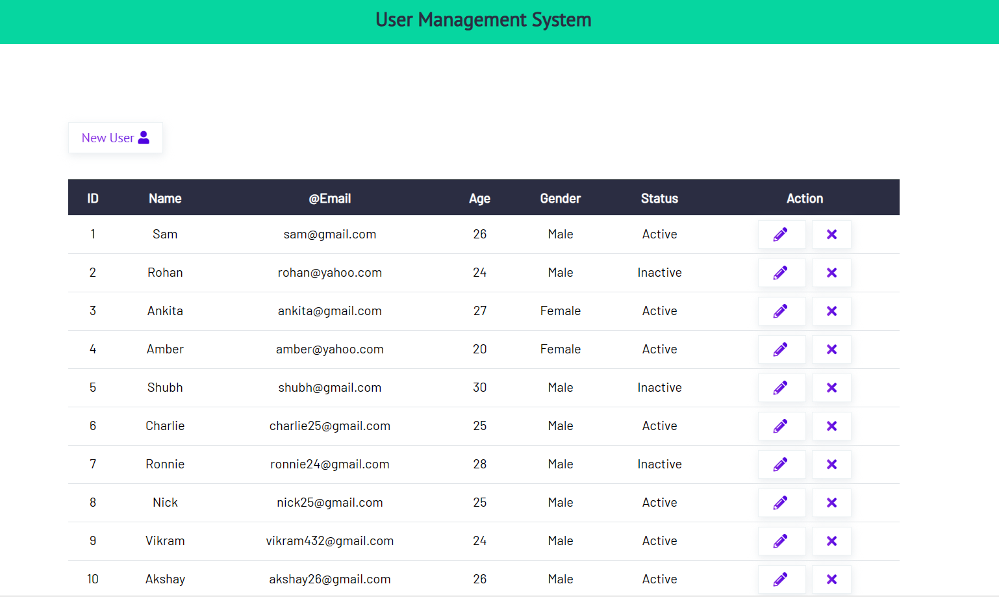 User Management System
New User
ID Name @Email Age Gender Status Action
1 Sam sam@gmail.com 26 Male Active
2 Rohan rohan@yahoo.com 24 Male Inactive
3 Ankita ankita@gmail.com 27 Female Active
4 Amber amber@yahoo.com 20 Female Active
5 Shubh shubh@gmail.com 30 Male Inactive
6 Charlie charlie25@gmail.com 25 Male Active
7 Ronnie ronnie24@gmail.com 28 Male Inactive
8 Nick nick25@gmail.com 25 Male Active
9 Vikram vikram432@gmail.com 24 Male Active
10 Akshay akshay26@gmail.com 26 Male Active